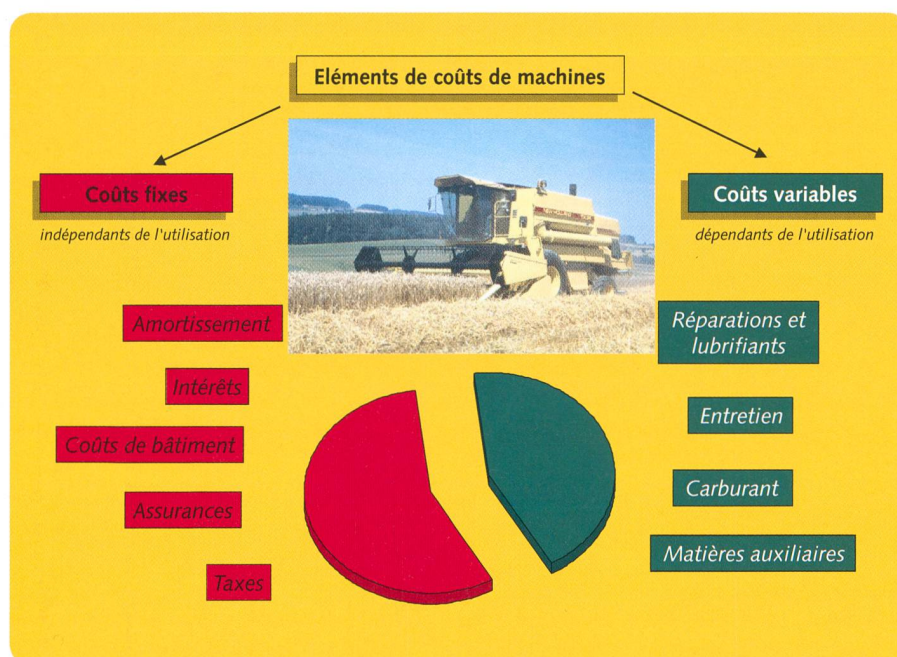 Eléments de coûts de machines
Coûts fixes
indépendants de l'utilisation
Amortissement
Intérêts
Coûts de bâtiment
Assurances
Taxes
Coûts variables
dépendants de l'utilisation
Réparations et
lubrifiants
Entretien
Carburant
Matières auxiliaires